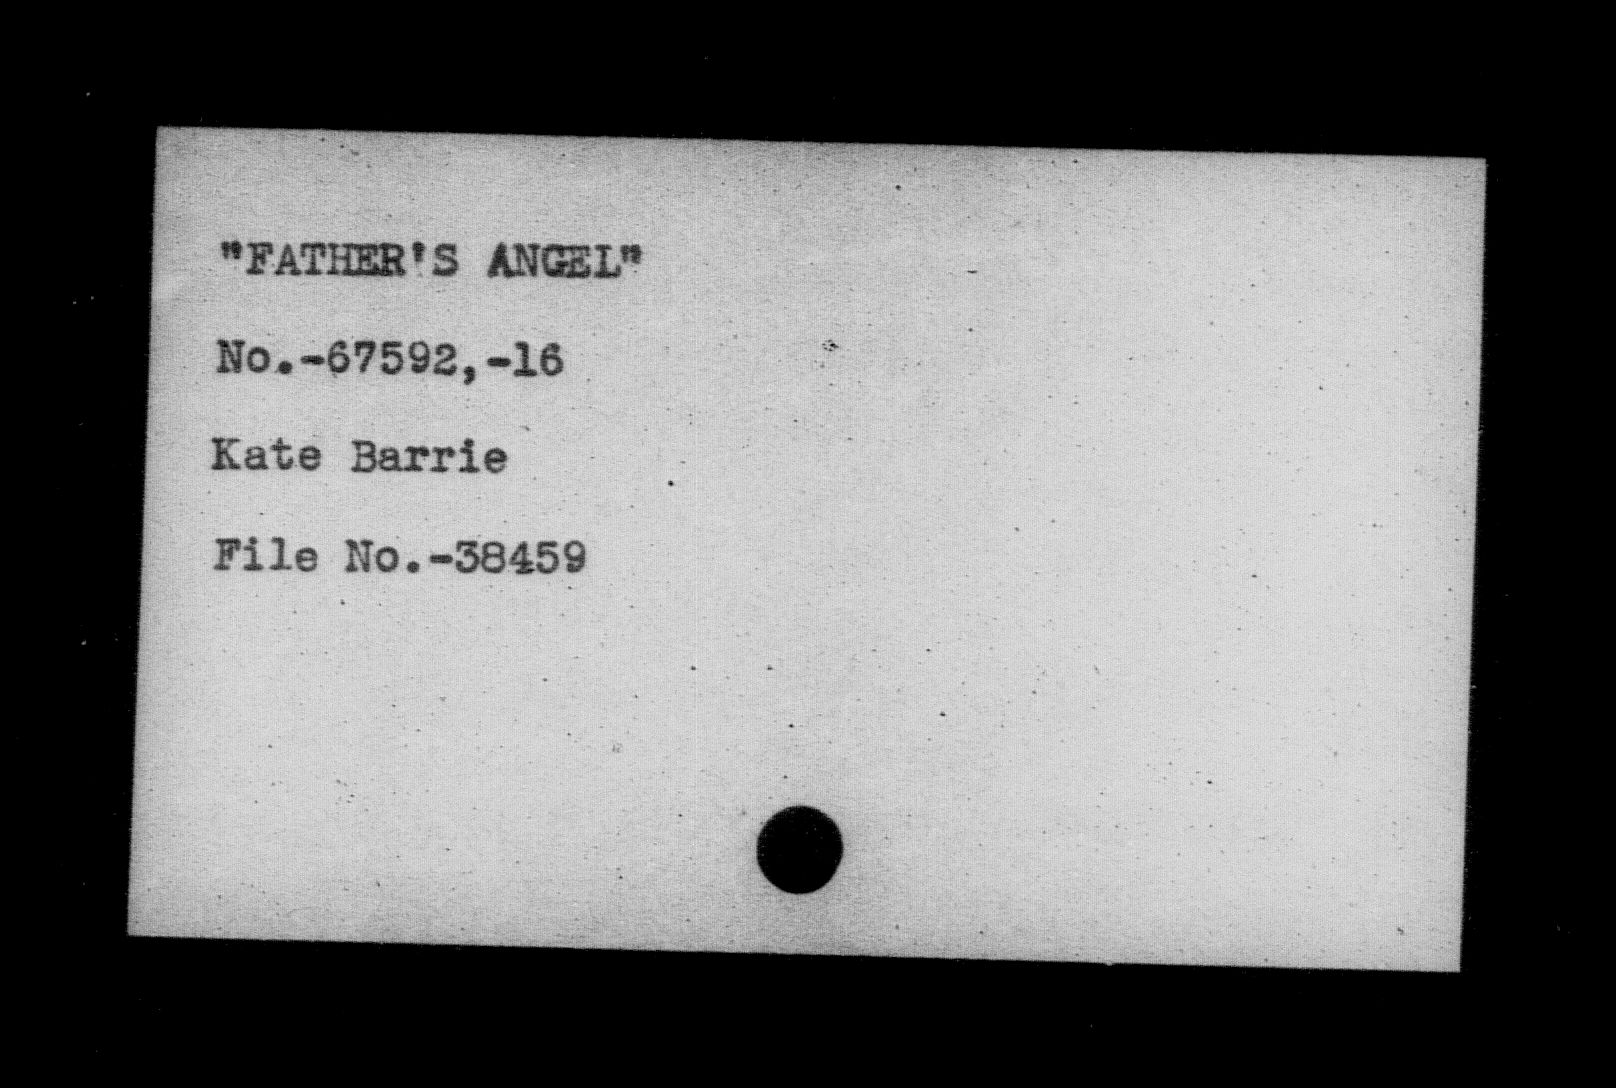 "FATHER'S ANGEL"
No.-67592,-16
Kate Barrie
File No.-38459